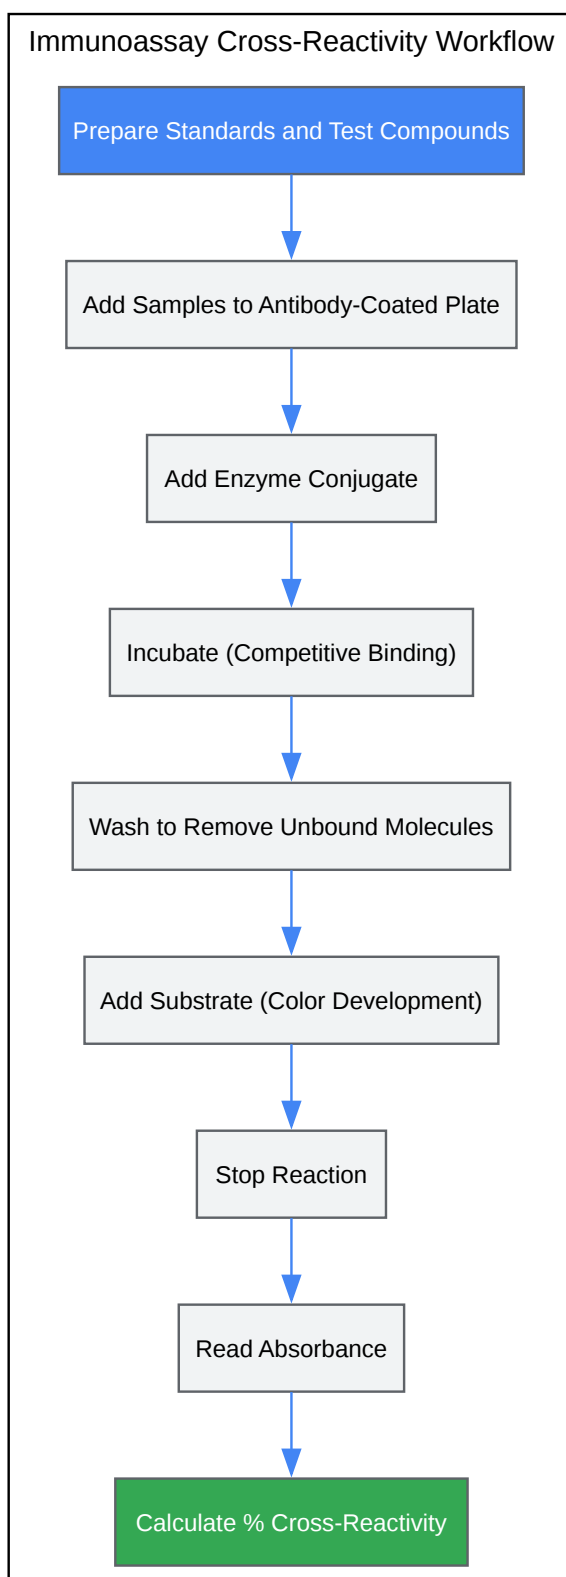 Immunoassay Cross-Reactivity Workflow
Prepare Standards and Test Compounds
Add Samples to Antibody-Coated Plate
Add Enzyme Conjugate
Incubate (Competitive Binding)
Wash to Remove Unbound Molecules
Add Substrate (Color Development)
Stop Reaction
Read Absorbance
Calculate % Cross-Reactivity